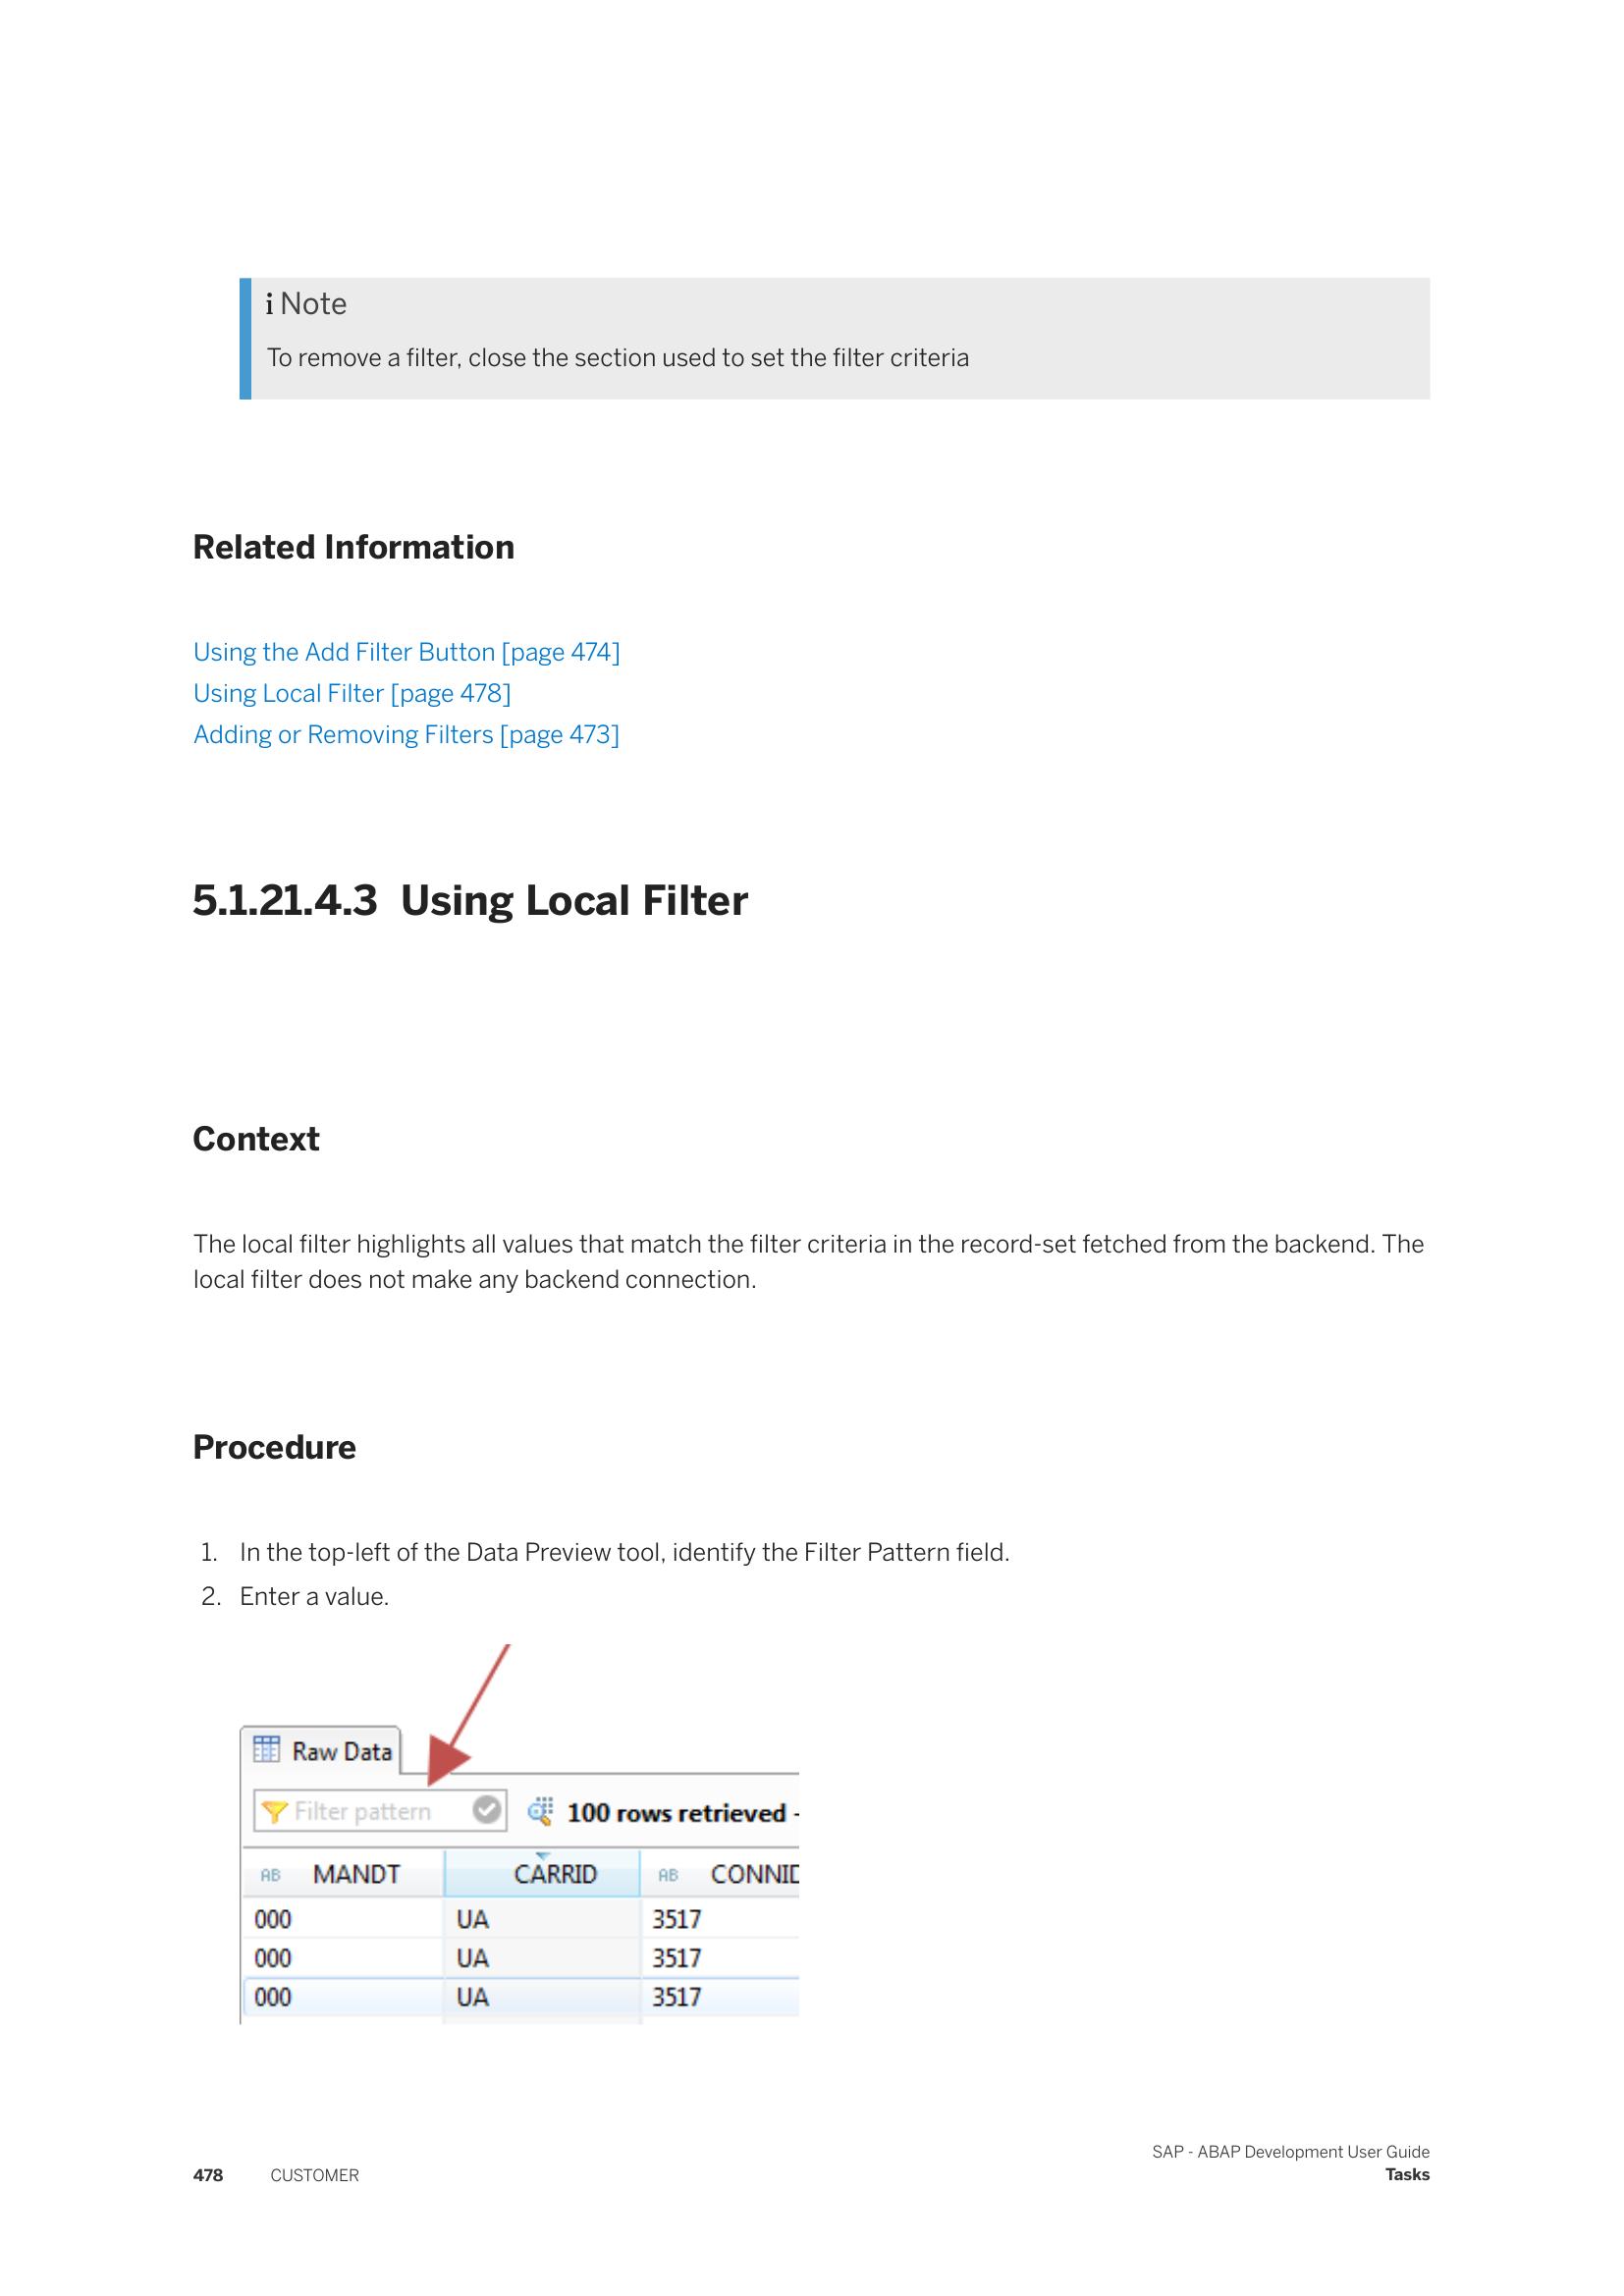 i Note
To remove a filter, close the section used to set the filter criteria
Related Information
Using the Add Filter Button [page 474]
Using Local Filter [page 478]
Adding or Removing Filters [page 473]
5.1.21.4.3 Using Local Filter
Context
The local filter highlights all values that match the filter criteria in the record-set fetched from the backend. The
local filter does not make any backend connection.
Procedure
1. In the top-left of the Data Preview tool, identify the Filter Pattern field.
2. Enter a value.
Raw Data
Filter pattern 100 rows retrieved -
AB MANDT CARRID AB CONNID
000 UA 3517
000 UA 3517
000 UA 3517
SAP - ABAP Development User Guide
478 CUSTOMER Tasks